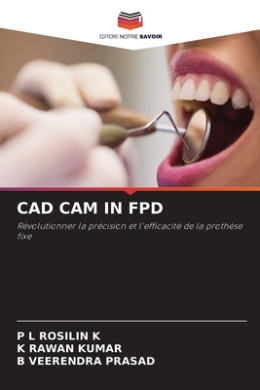 EDITIONS NOTRE SAVOIR
CAD CAM IN FPD
Révolutionner la précision et l'efficacité de la prothèse
fixe
P L ROSILIN K
K RAWAN KUMAR
B VEERENDRA PRASAD